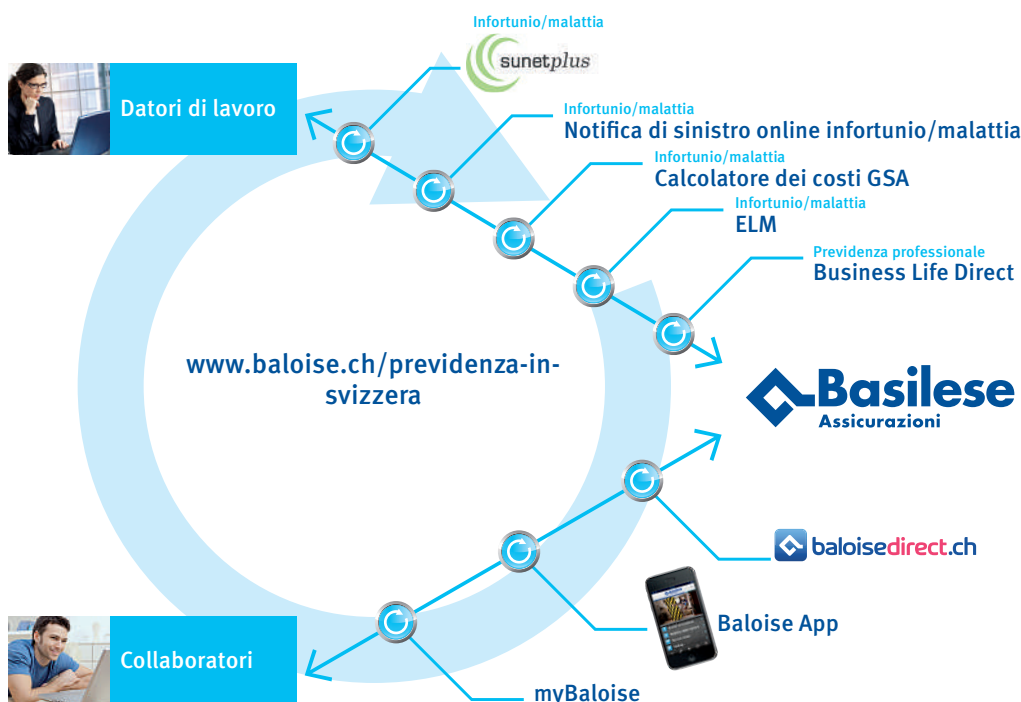 Infortunio/malattia
sunetplus
Datori di lavoro
Infortunio/malattia
Notifica di sinistro online infortunio/malattia
Infortunio/malattia
Calcolatore dei costi GSA
Infortunio/malattia
ELM
Previdenza professionale
Business Life Direct
www.baloise.ch/previdenza-in-
svizzera
Basilese
Assicurazioni
baloisedirect.ch
Baloise App
Collaboratori
myBaloise